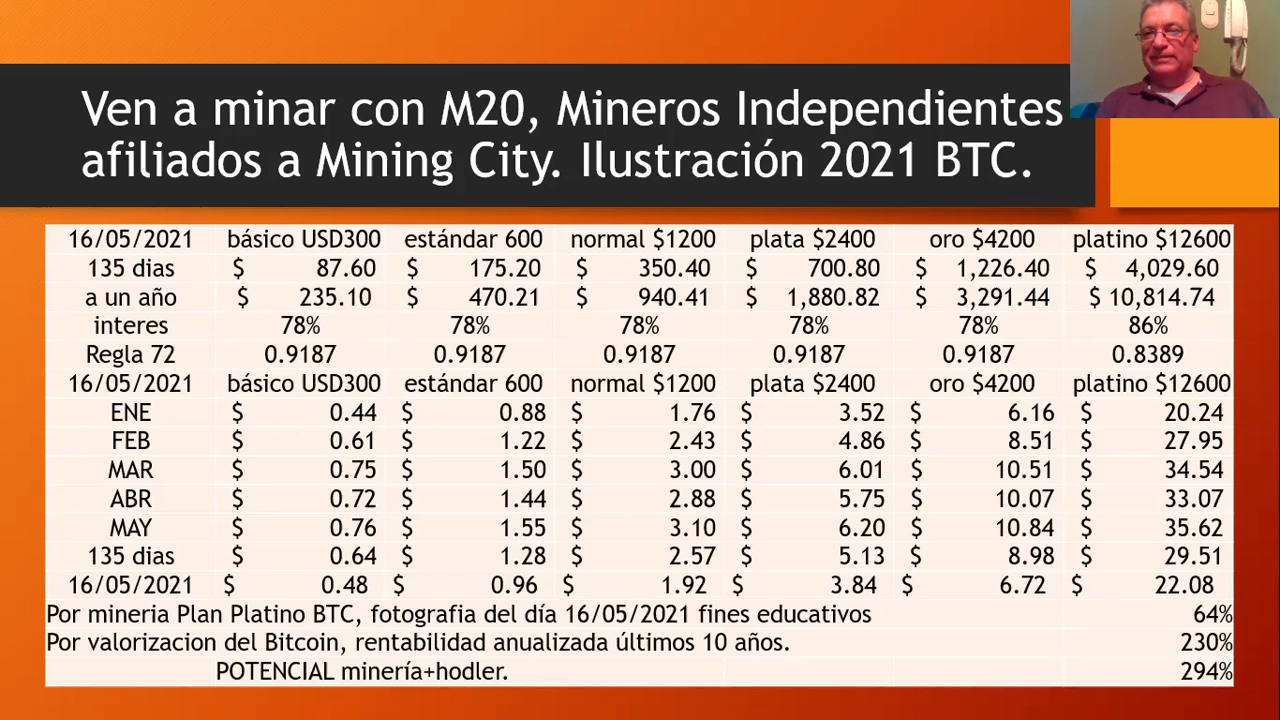 Ven a minar con M20, Mineros Independientes
afiliados a Mining City. Ilustración 2021 BTC.
16/05/2021 básico USD300 estándar 600 normal $1200 plata $2400 oro $4200 platino $12600
135 dias $ 87.60 $ 175.20 $ 350.40 $ 700.80 $ 1,226.40 $ 4,029.60
a un año $ 235.10 $ 470.21 $ 940.41 $ 1,880.82 $ 3,291.44 $ 10,814.74
interes 78% 78% 78% 78% 78% 86%
Regla 72 0.9187 0.9187 0.9187 0.9187 0.9187 0.8389
16/05/2021 básico USD300 estándar 600 normal $1200 plata $2400 oro $4200 platino $12600
ENE $ 0.44 $ 0.88 $ 1.76 $ 3.52 $ 6.16 $ 20.24
FEB $ 0.61 $ 1.22 $ 2.43 $ 4.86 $ 8.51 $ 27.95
MAR $ 0.75 $ 1.50 $ 3.00 $ 6.01 $ 10.51 $ 34.54
ABR $ 0.72 $ 1.44 $ 2.88 $ 5.75 $ 10.07 $ 33.07
MAY $ 0.76 $ 1.55 $ 3.10 $ 6.20 $ 10.84 $ 35.62
135 dias $ 0.64 $ 1.28 $ 2.57 $ 5.13 $ 8.98 $ 29.51
16/05/2021 $ 0.48 $ 0.96 $ 1.92 $ 3.84 $ 6.72 $ 22.08
Por mineria Plan Platino BTC, fotografia del día 16/05/2021 fines educativos 64%
Por valorizacion del Bitcoin, rentabilidad anualizada últimos 10 años. 230%
POTENCIAL minería+hodler. 294%